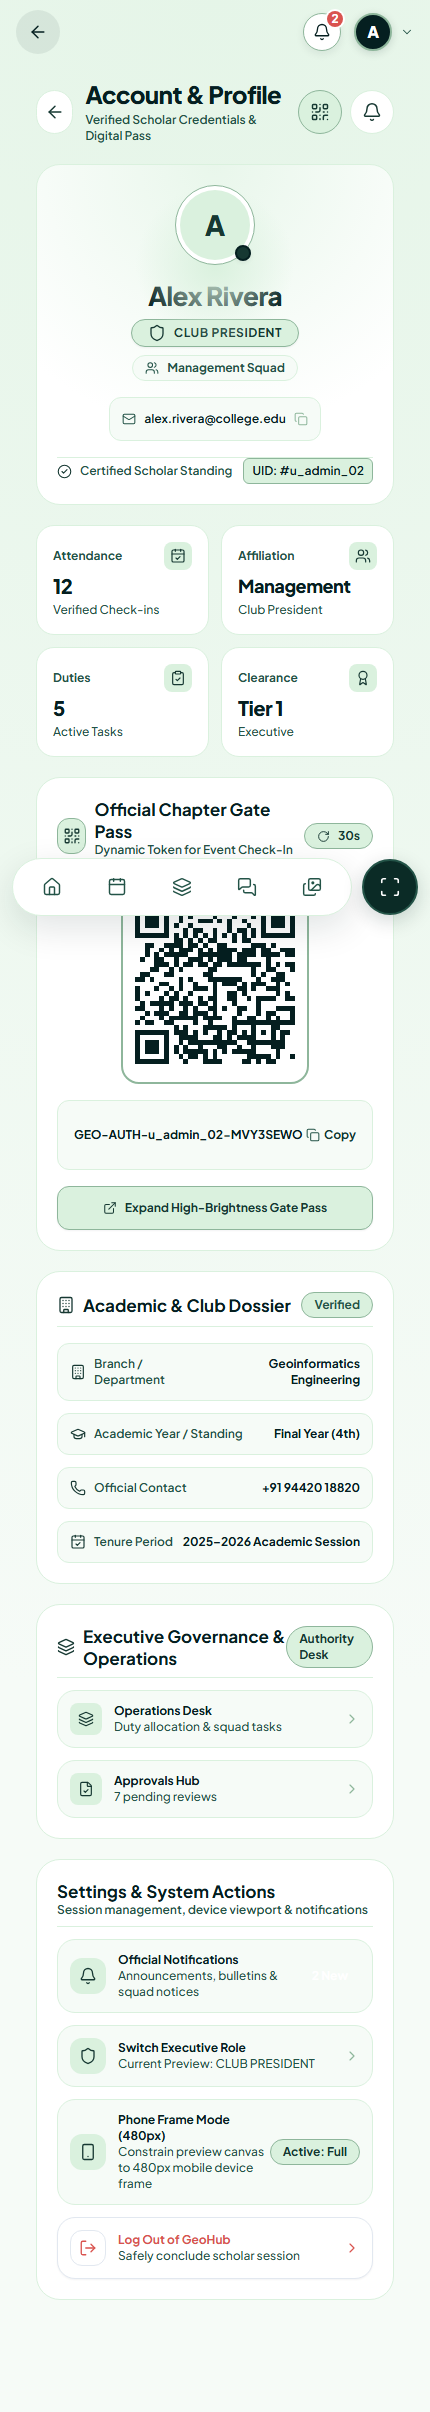 2
A
Account & Profile
Verified Scholar Credentials &
Digital Pass
A
Alex Rivera
CLUB PRESIDENT
Management Squad
alex.rivera@college.edu
Certified Scholar Standing
UID: #u_admin_02
Attendance
12
Verified Check-ins
Affiliation
Management
Club President
Duties
5
Active Tasks
Clearance
Tier 1
Executive
Official Chapter Gate
Pass
Dynamic Token for Event Check-In
30s
GEO-AUTH-u_admin_02-MVY3SEWO
Copy
Expand High-Brightness Gate Pass
Academic & Club Dossier
Verified
Branch /
Department
Geoinformatics
Engineering
Academic Year / Standing
Final Year (4th)
Official Contact
+91 94420 18820
Tenure Period
2025–2026 Academic Session
Executive Governance &
Operations
Authority
Desk
Operations Desk
Duty allocation & squad tasks
Approvals Hub
7 pending reviews
Settings & System Actions
Session management, device viewport & notifications
Official Notifications
Announcements, bulletins &
squad notices
2 New
Switch Executive Role
Current Preview: CLUB PRESIDENT
Phone Frame Mode
(480px)
Constrain preview canvas
to 480px mobile device
frame
Active: Full
Log Out of GeoHub
Safely conclude scholar session